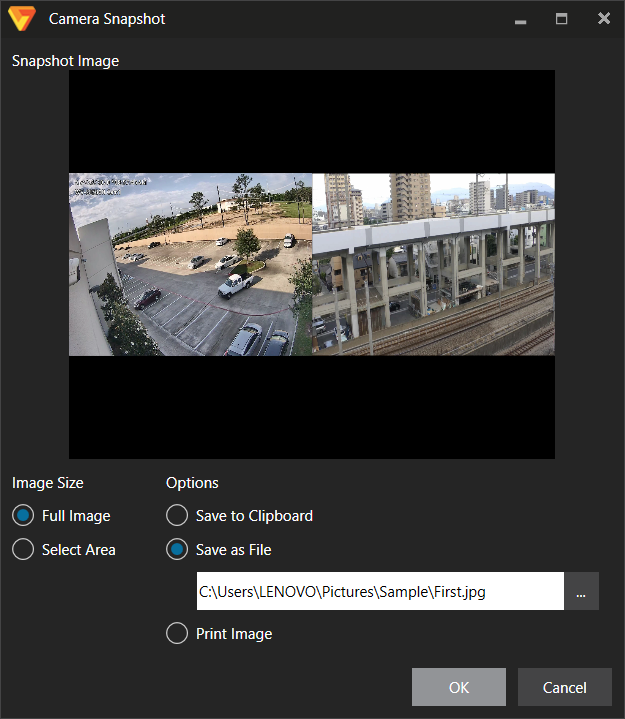 Camera Snapshot
Snapshot Image
Image Size
Options
Full Image
Save to Clipboard
Select Area
Save as File
C:\Users\LENOVO\Pictures\Sample\First.jpg
...
Print Image
OK
Cancel